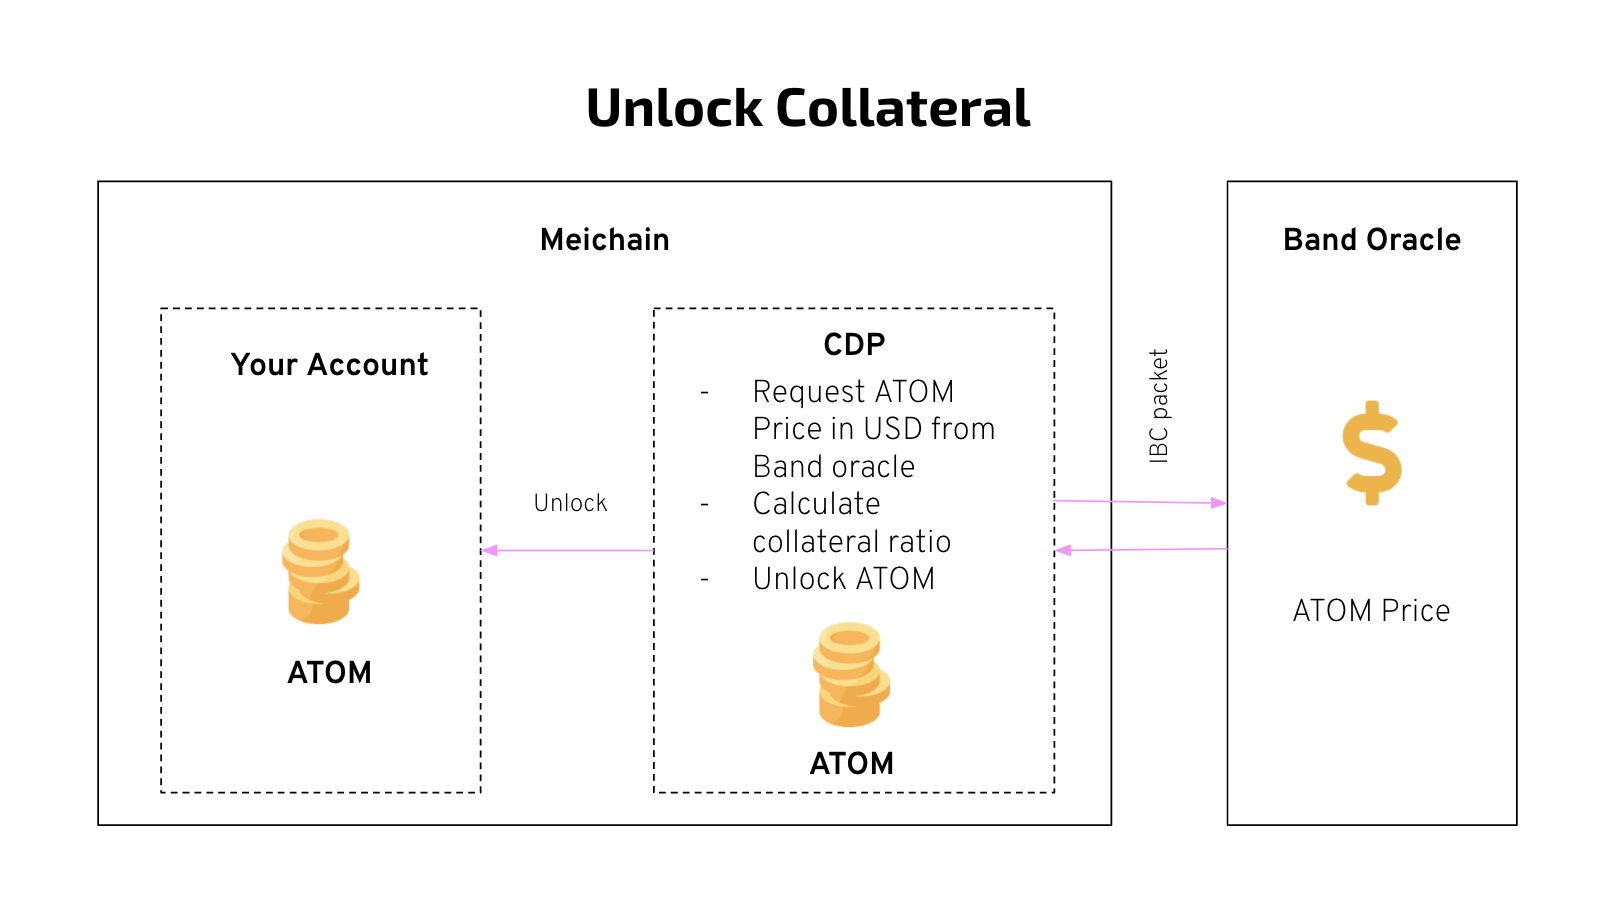 Unlock Collateral
Meichain
Your Account
ATOM
Unlock
CDP
- Request ATOM
Price in USD from
Band oracle
- Calculate
collateral ratio
- Unlock ATOM
ATOM
IBC packet
Band Oracle
$
ATOM Price